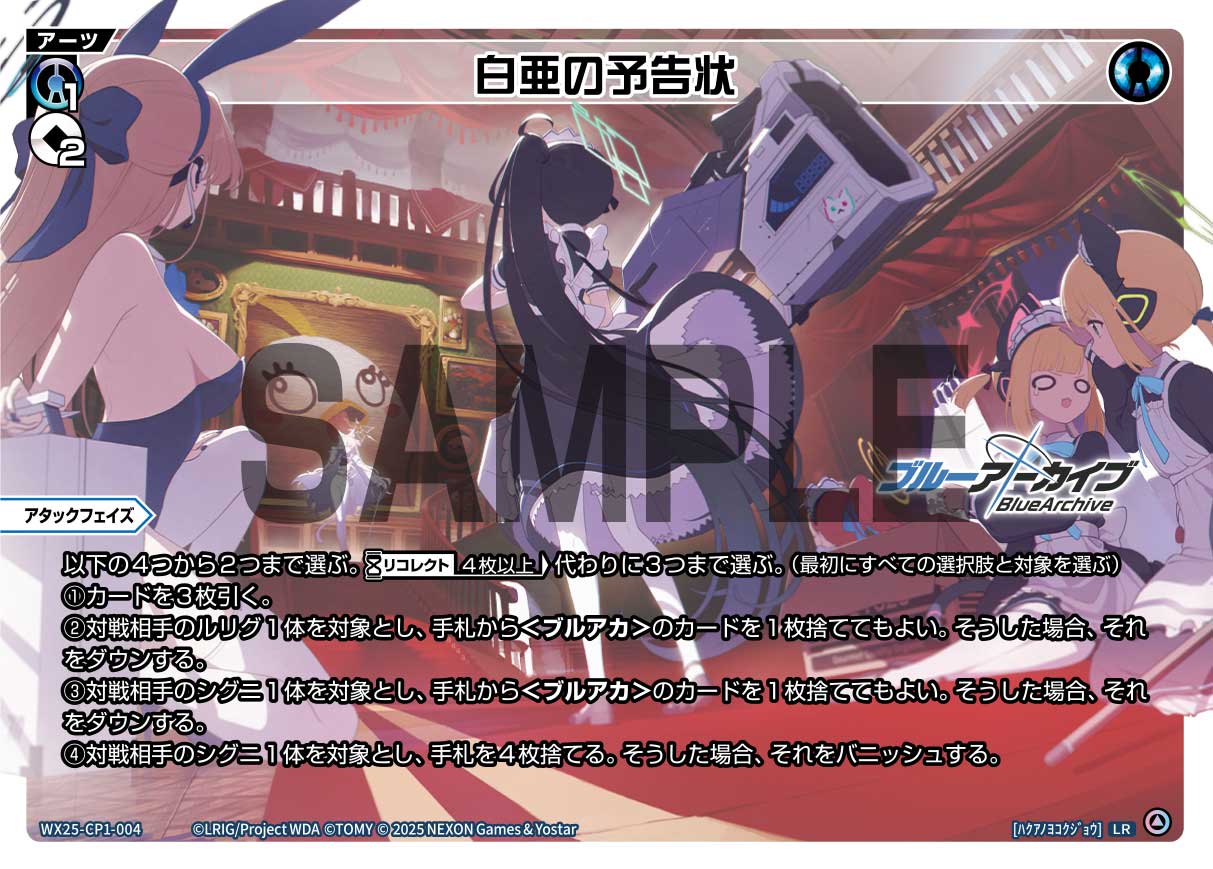 アーツ
白亜の予告状
1
2
SAMPLE
ブルーアーカイブ
BlueArchive
アタックフェイズ
以下の４つから２つまで選ぶ。リコレクト ４枚以上 代わりに３つまで選ぶ。（最初にすべての選択肢と対象を選ぶ）
①カードを３枚引く。
②対戦相手のルリグ１体を対象とし、手札から＜ブルアカ＞のカードを１枚捨ててもよい。そうした場合、それ
をダウンする。
③対戦相手のシグニ１体を対象とし、手札から＜ブルアカ＞のカードを１枚捨ててもよい。そうした場合、それ
をダウンする。
④対戦相手のシグニ１体を対象とし、手札を４枚捨てる。そうした場合、それをバニッシュする。
WX25-CP1-004 ©LRIG/Project WDA ©TOMY © 2025 NEXON Games & Yostar [ﾊｸｱﾉﾖｺｸｼﾞｮｳ] LR